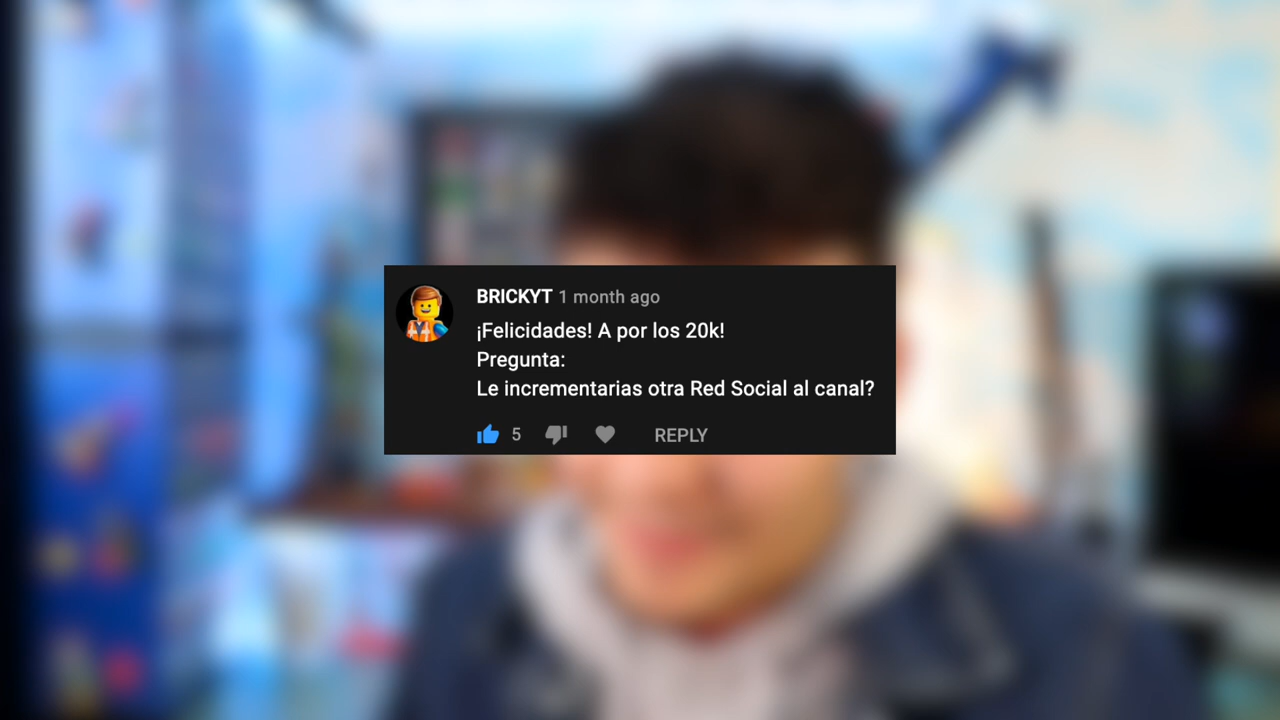 BRICKYT 1 month ago
¡Felicidades! A por los 20k!
Pregunta:
Le incrementarias otra Red Social al canal?
5 REPLY